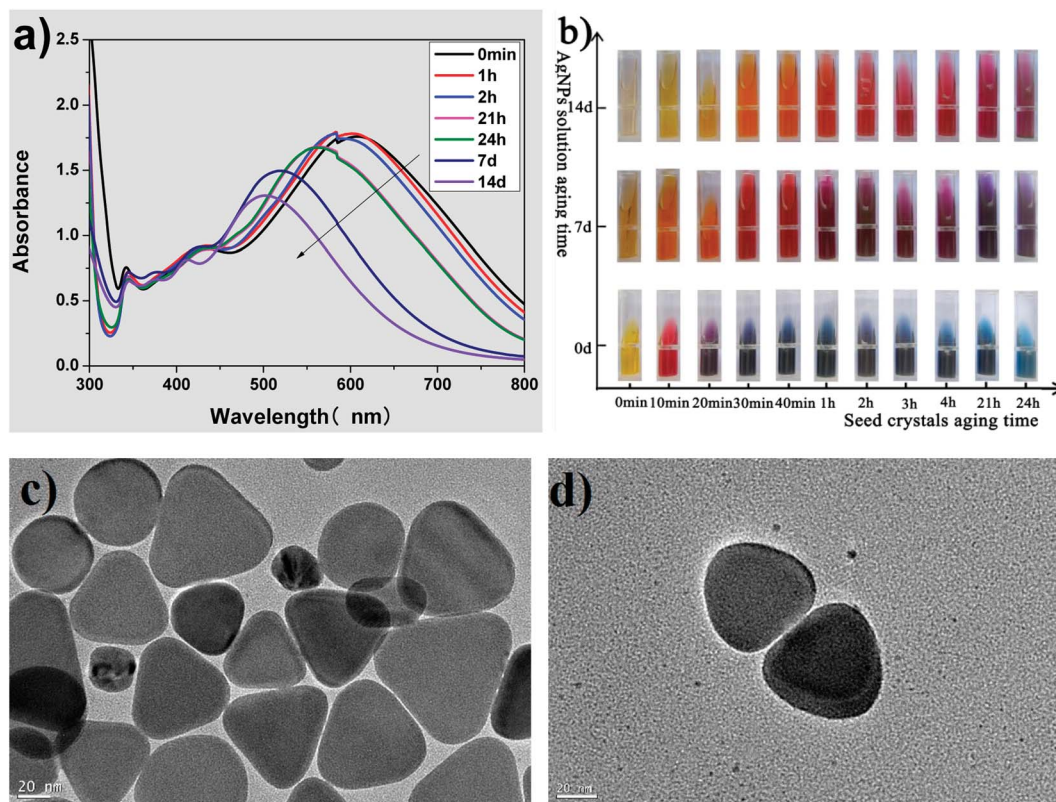 a)
2.5
2.0
1.5
1.0
0.5
0.0
Absorbance
300 400 500 600 700 800
Wavelength( nm)
0min
1h
2h
21h
24h
7d
14d
b)
AgNPs solution aging time
14d
7d
0d
0min 10min 20min 30min 40min 1h 2h 3h 4h 21h 24h
Seed crystals aging time
c)
20 nm
d)
20 nm